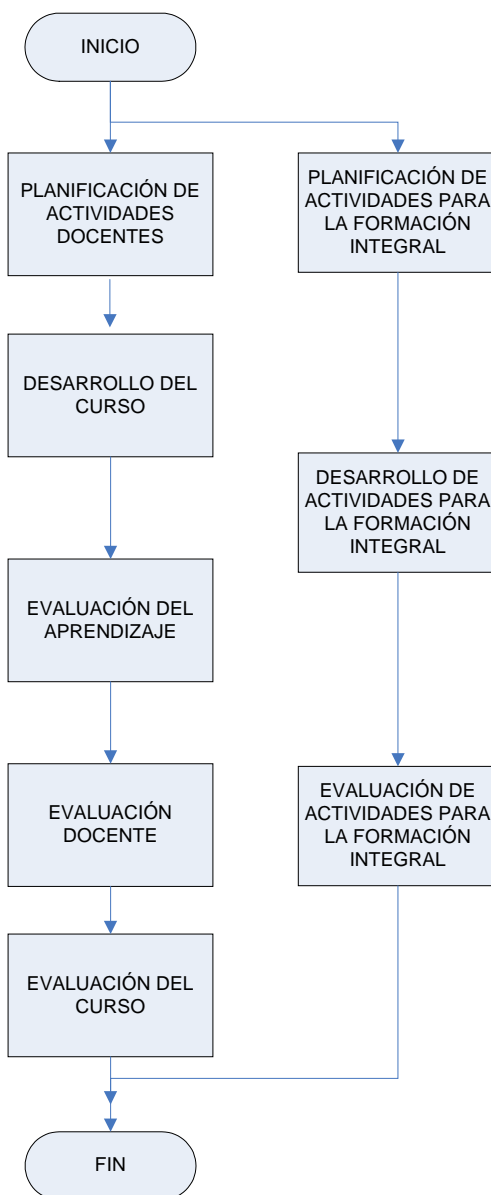 INICIO
PLANIFICACIÓN DE
ACTIVIDADES
DOCENTES
DESARROLLO DEL
CURSO
EVALUACIÓN DEL
APRENDIZAJE
EVALUACIÓN
DOCENTE
EVALUACIÓN DEL
CURSO
PLANIFICACIÓN DE
ACTIVIDADES PARA
LA FORMACIÓN
INTEGRAL
DESARROLLO DE
ACTIVIDADES PARA
LA FORMACIÓN
INTEGRAL
EVALUACIÓN DE
ACTIVIDADES PARA
LA FORMACIÓN
INTEGRAL
FIN